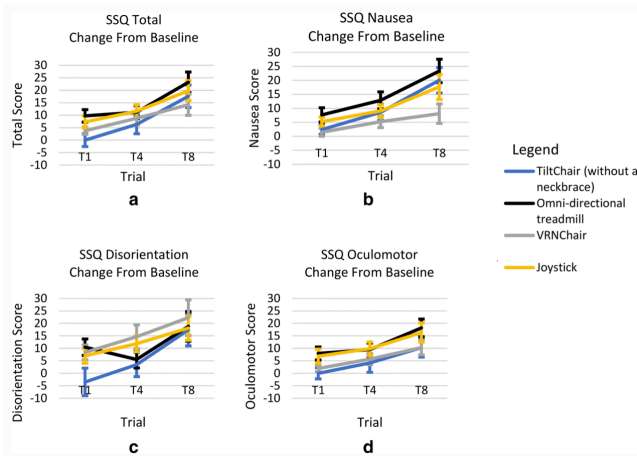 SSQ Total
Change From Baseline
Total Score
30
25
20
15
10
5
0
-5
-10
T1 T4 T8
Trial
a
SSQ Nausea
Change From Baseline
Nausea Score
30
25
20
15
10
5
0
-5
-10
T1 T4 T8
Trial
b
Legend
TiltChair (without a
neckbrace)
Omni-directional
treadmill
VRNChair
Joystick
SSQ Disorientation
Change From Baseline
Disorientation Score
30
25
20
15
10
5
0
-5
-10
T1 T4 T8
Trial
c
SSQ Oculomotor
Change From Baseline
Oculomotor Score
30
25
20
15
10
5
0
-5
-10
T1 T4 T8
Trial
d